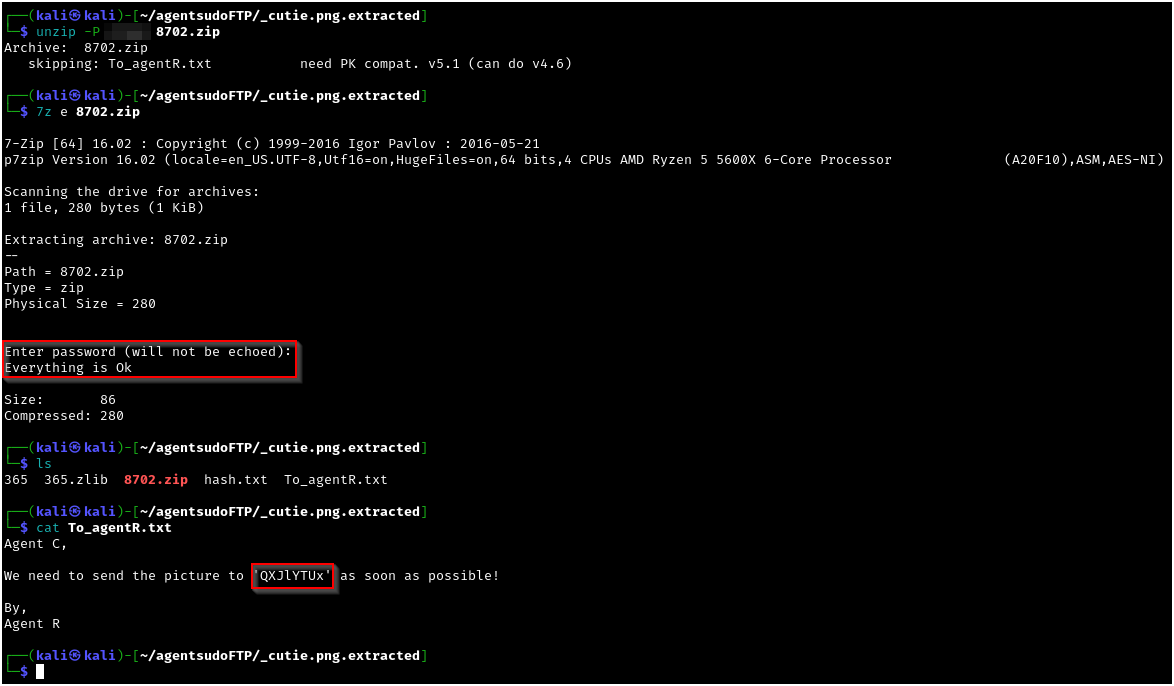 ┌──(kali㉿kali)-[~/agentsudoFTP/_cutie.png.extracted]
└─$ unzip -P 8702.zip
Archive:  8702.zip
   skipping: To_agentR.txt           need PK compat. v5.1 (can do v4.6)
┌──(kali㉿kali)-[~/agentsudoFTP/_cutie.png.extracted]
└─$ 7z e 8702.zip
7-Zip [64] 16.02 : Copyright (c) 1999-2016 Igor Pavlov : 2016-05-21
p7zip Version 16.02 (locale=en_US.UTF-8,Utf16=on,HugeFiles=on,64 bits,4 CPUs AMD Ryzen 5 5600X 6-Core Processor              (A20F10),ASM,AES-NI)
Scanning the drive for archives:
1 file, 280 bytes (1 KiB)
Extracting archive: 8702.zip
--
Path = 8702.zip
Type = zip
Physical Size = 280
Enter password (will not be echoed):
Everything is Ok
Size:       86
Compressed: 280
┌──(kali㉿kali)-[~/agentsudoFTP/_cutie.png.extracted]
└─$ ls
365  365.zlib  8702.zip  hash.txt  To_agentR.txt
┌──(kali㉿kali)-[~/agentsudoFTP/_cutie.png.extracted]
└─$ cat To_agentR.txt
Agent C,
We need to send the picture to 'QXJlYTUx' as soon as possible!
By,
Agent R
┌──(kali㉿kali)-[~/agentsudoFTP/_cutie.png.extracted]
└─$